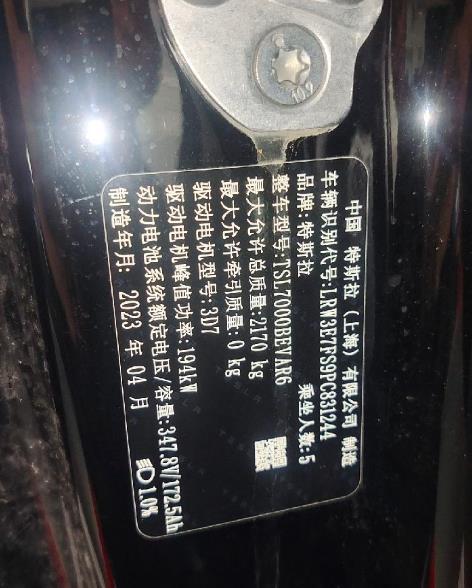 中国 特斯拉（上海）有限公司 制造
车辆识别代号:LRW3E7FS9PC831244
品牌:特斯拉 乘坐人数:5
整车型号:TSL7000BEVAR6
最大允许总质量:2170 kg
最大允许牵引质量:0 kg
驱动电机型号:3D7
驱动电机峰值功率:194kW
动力电池系统额定电压/容量:347.8V/172.5Ah
制造年月: 2023 年 04 月 1.0%